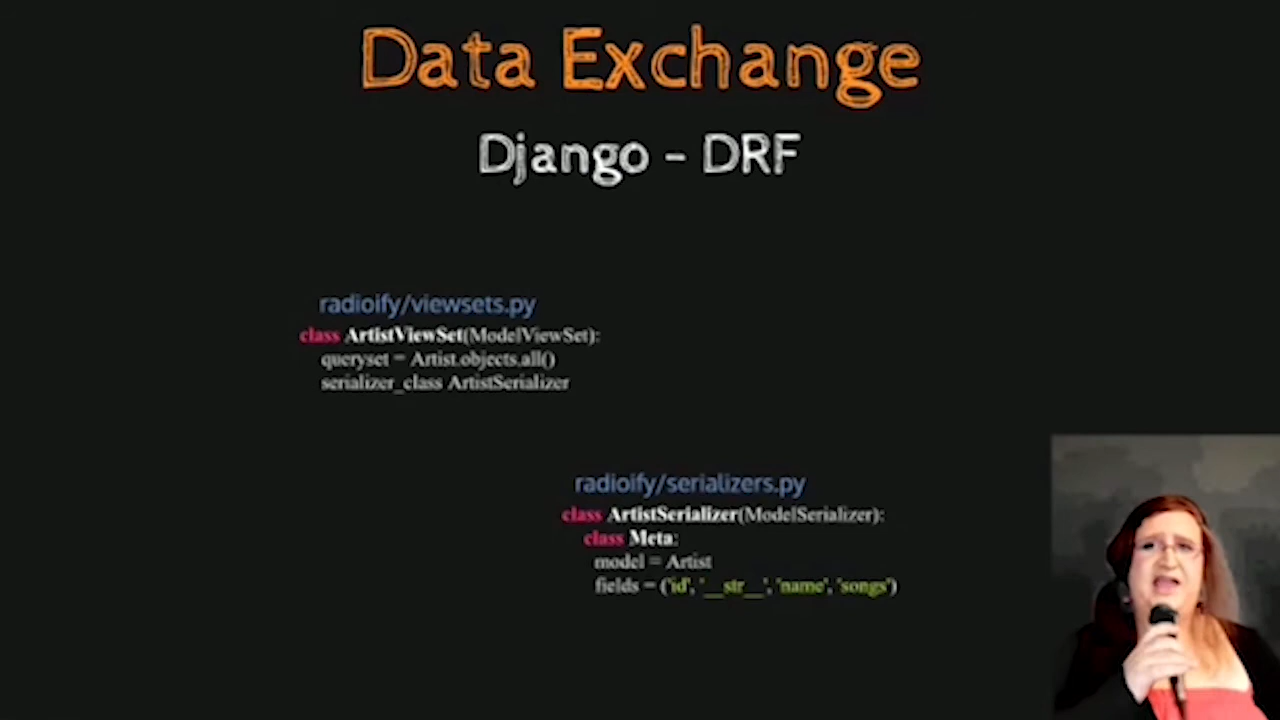 Data Exchange
Django - DRF
radioify/viewsets.py
class ArtistViewSet(ModelViewSet):
queryset = Artist.objects.all()
serializer_class ArtistSerializer
radioify/serializers.py
class ArtistSerializer(ModelSerializer):
class Meta:
model = Artist
fields = ('id', '__str__', 'name', 'songs')